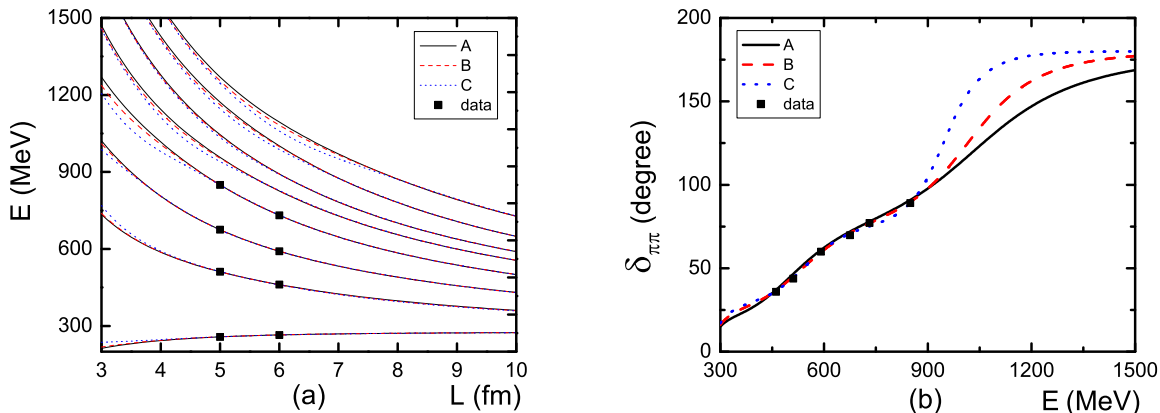 1500
1200
900
600
300
E (MeV)
3 4 5 6 7 8 9 10
(a) L (fm)
A
B
C
data
200
150
100
50
0
δππ (degree)
300 600 900 1200 1500
(b) E (MeV)
A
B
C
data